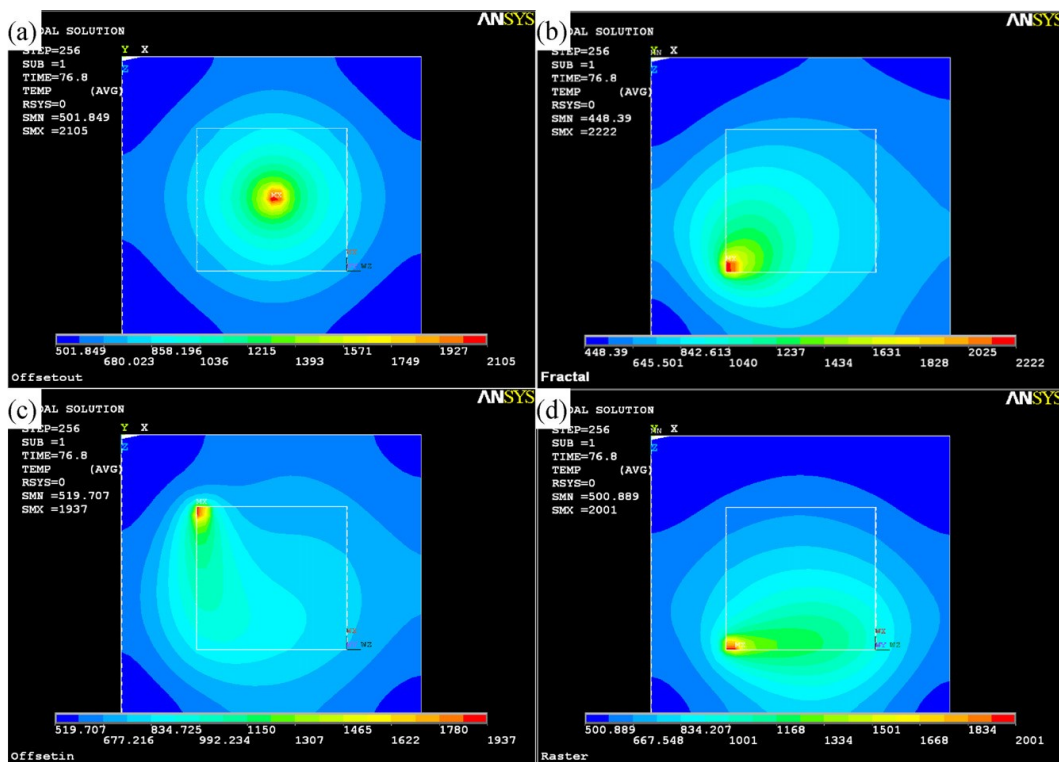 (a)
ANSYS
DAL SOLUTION
STEP=256
SUB =1
TIME=76.8
TEMP (AVG)
RSYS=0
SMN=501.849
SMX=2105
Y X
Z
MX
501.849 858.196 1215 1571 1927
680.023 1036 1393 1749 2105
Offsetout
(b)
ANSYS
NODAL SOLUTION
STEP=256
SUB =1
TIME=76.8
TEMP (AVG)
RSYS=0
SMN=448.39
SMX=2222
Y X
Z
448.39 842.613 1237 1631 2025
645.501 1040 1434 1828 2222
Fractal
(c)
ANSYS
DAL SOLUTION
STEP=256
SUB =1
TIME=76.8
TEMP (AVG)
RSYS=0
SMN=519.707
SMX=1937
Y X
Z
MX
519.707 834.725 1150 1465 1780
677.216 992.234 1307 1622 1937
Offsetin
(d)
ANSYS
DAL SOLUTION
STEP=256
SUB =1
TIME=76.8
TEMP (AVG)
RSYS=0
SMN=500.889
SMX=2001
Y X
Z
500.889 834.207 1168 1501 1834
667.548 1001 1334 1668 2001
Raster